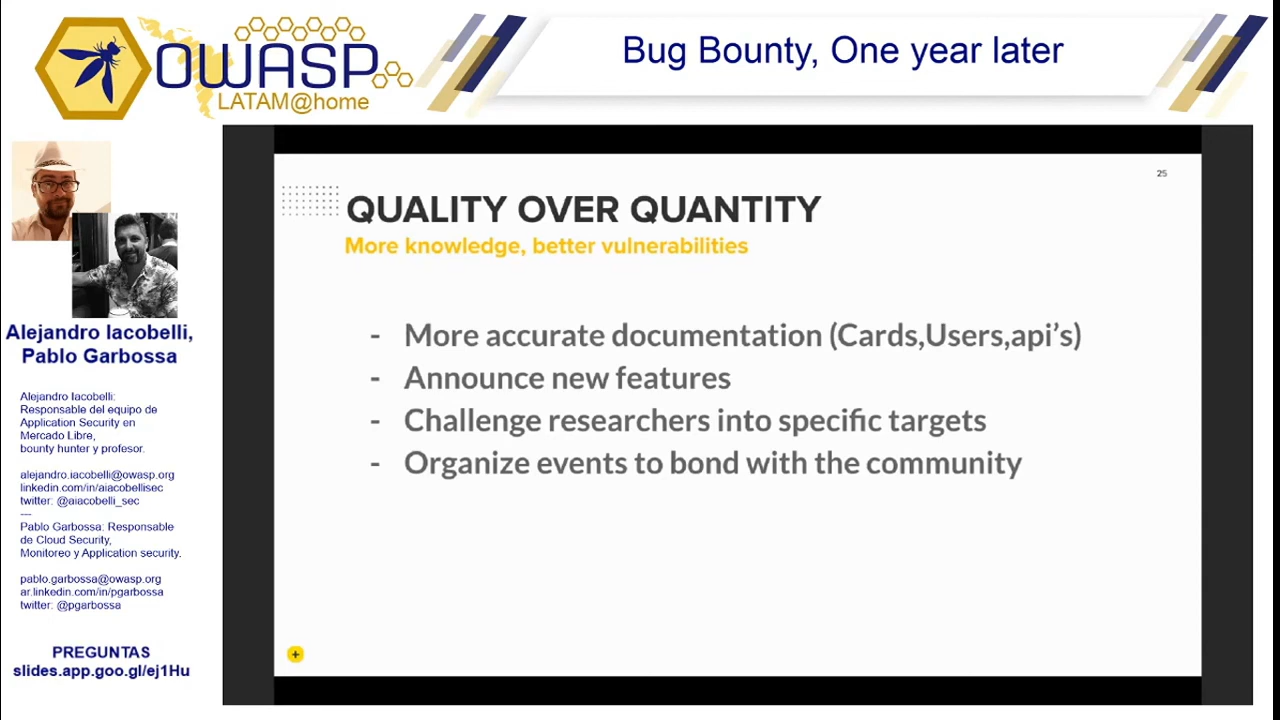 OWASP
LATAM@home
Bug Bounty, One year later
25
QUALITY OVER QUANTITY
More knowledge, better vulnerabilities
- More accurate documentation (Cards,Users,api's)
- Announce new features
- Challenge researchers into specific targets
- Organize events to bond with the community
+
Alejandro Iacobelli,
Pablo Garbossa
Alejandro Iacobelli:
Responsable del equipo de
Application Security en
Mercado Libre,
bounty hunter y profesor.
alejandro.iacobelli@owasp.org
linkedin.com/in/aiacobellisec
twitter: @aiacobelli_sec
---
Pablo Garbossa: Responsable
de Cloud Security,
Monitoreo y Application security.
pablo.garbossa@owasp.org
ar.linkedin.com/in/pgarbossa
twitter: @pgarbossa
PREGUNTAS
slides.app.goo.gl/ej1Hu